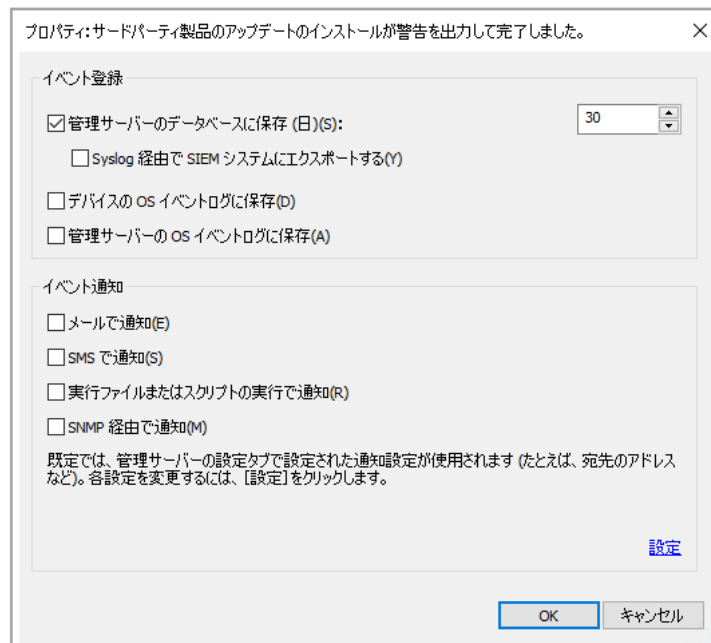 プロパティ:サードパーティ製品のアップデートのインストールが警告を出力して完了しました。
イベント登録
管理サーバーのデータベースに保存 (日)(S):
30
Syslog 経由で SIEM システムにエクスポートする(Y)
デバイスの OS イベントログに保存(D)
管理サーバーの OS イベントログに保存(A)
イベント通知
メールで通知(E)
SMS で通知(S)
実行ファイルまたはスクリプトの実行で通知(R)
SNMP 経由で通知(M)
既定では、管理サーバーの設定タブで設定された通知設定が使用されます (たとえば、宛先のアドレス
など)。各設定を変更するには、[設定]をクリックします。
設定
OK
キャンセル